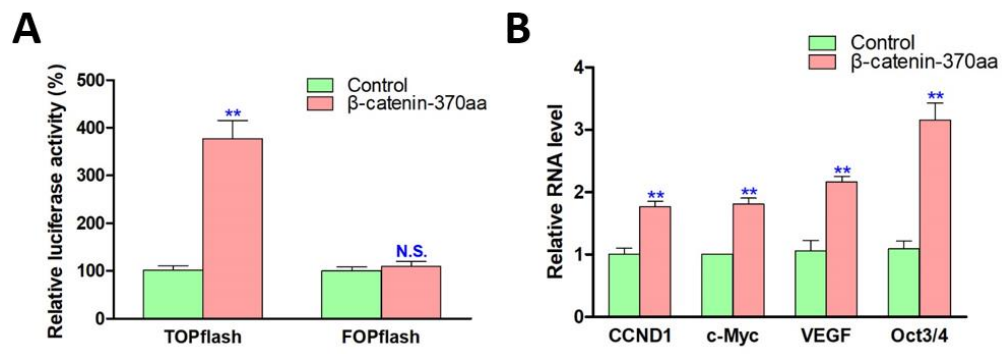 A
Relative luciferase activity (%)
500
400
300
200
100
0
Control
β-catenin-370aa
**
N.S.
TOPflash
FOPflash
B
Relative RNA level
4
3
2
1
0
Control
β-catenin-370aa
**
**
**
**
CCND1
c-Myc
VEGF
Oct3/4